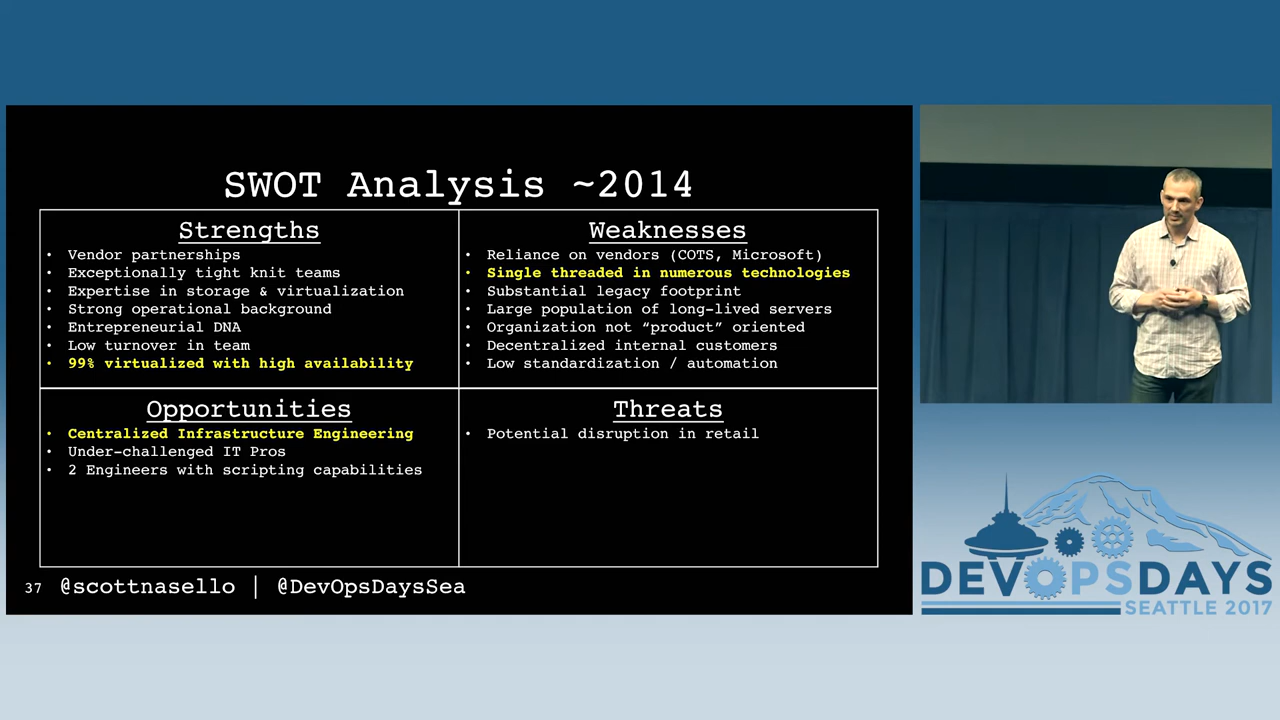 SWOT Analysis ~2014
Strengths
• Vendor partnerships
• Exceptionally tight knit teams
• Expertise in storage & virtualization
• Strong operational background
• Entrepreneurial DNA
• Low turnover in team
• 99% virtualized with high availability
Weaknesses
• Reliance on vendors (COTS, Microsoft)
• Single threaded in numerous technologies
• Substantial legacy footprint
• Large population of long-lived servers
• Organization not “product” oriented
• Decentralized internal customers
• Low standardization / automation
Opportunities
• Centralized Infrastructure Engineering
• Under-challenged IT Pros
• 2 Engineers with scripting capabilities
Threats
• Potential disruption in retail
37 @scottnasello | @DevOpsDaysSea
DEVOPSDAYS
SEATTLE 2017